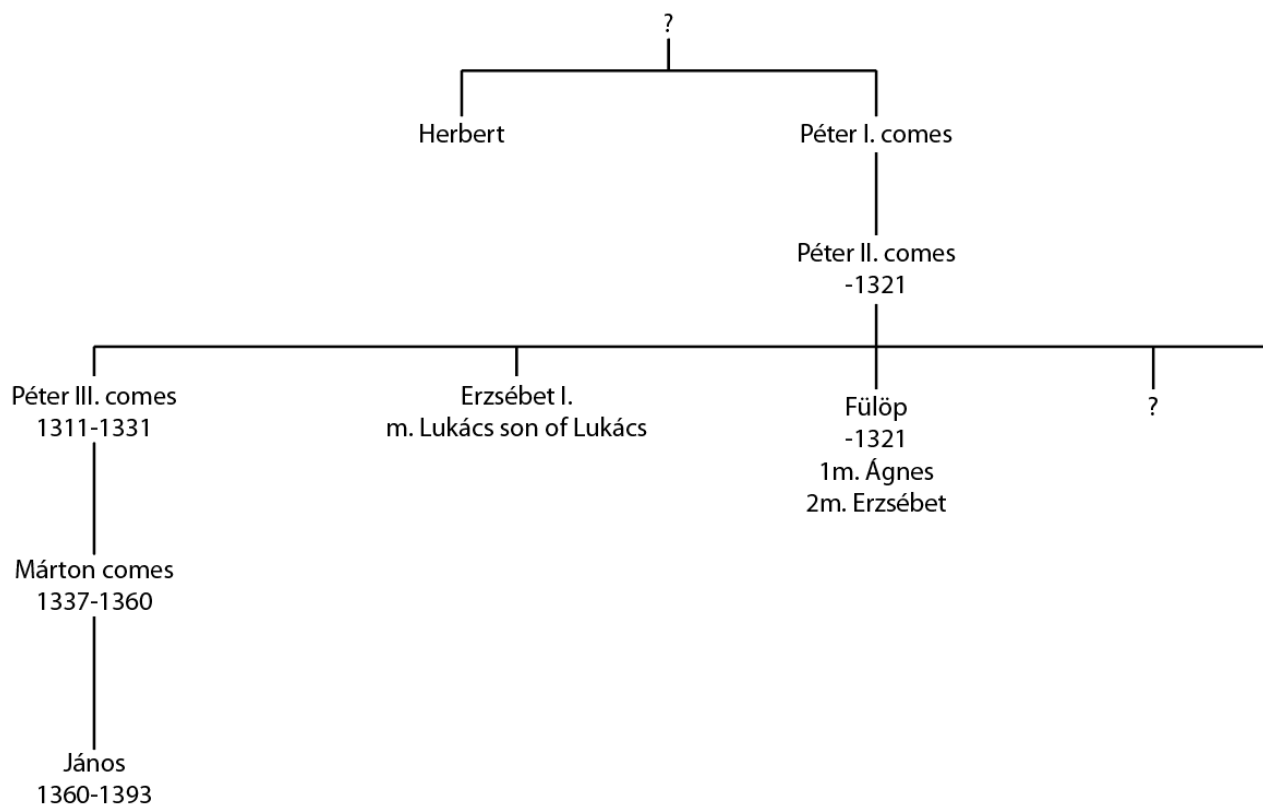 ?
Herbert
Péter I. comes
Péter II. comes
-1321
Péter III. comes
1311-1331
Erzsébet I.
m. Lukács son of Lukács
Fülöp
-1321
1m. Ágnes
2m. Erzsébet
?
Márton comes
1337-1360
János
1360-1393